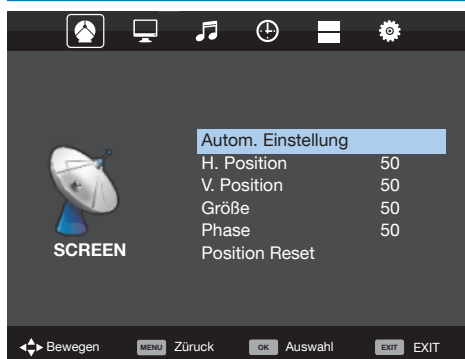 Autom. Einstellung
H. Position 50
V. Position 50
Größe 50
Phase 50
Position Reset
SCREEN
Bewegen MENU Züruck OK Auswahl EXIT EXIT